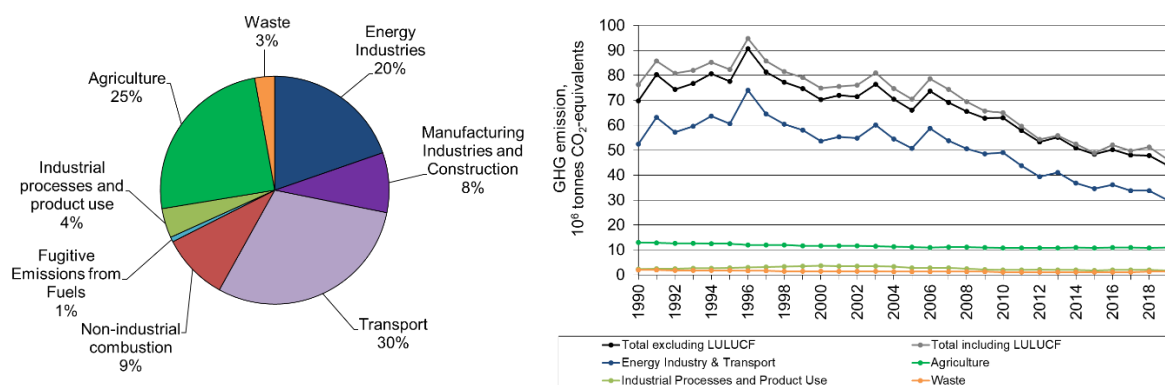 Waste
3%
Energy
Industries
20%
Agriculture
25%
Manufacturing
Industries and
Construction
8%
Industrial
processes and
product use
4%
Fugitive
Emissions from
Fuels
1%
Non-industrial
combustion
9%
Transport
30%
GHG emission,
10⁶ tonnes CO₂-equivalents
100
90
80
70
60
50
40
30
20
10
0
1990
1992
1994
1996
1998
2000
2002
2004
2006
2008
2010
2012
2014
2016
2018
Total excluding LULUCF
Total including LULUCF
Energy Industry & Transport
Agriculture
Industrial Processes and Product Use
Waste